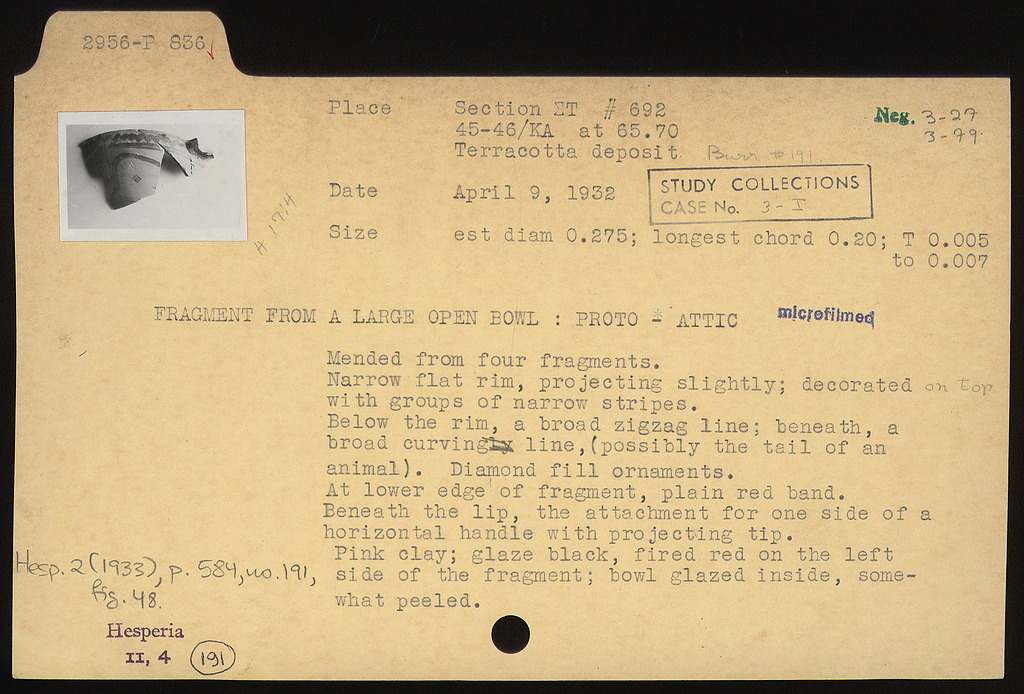 2956-P 836
Place Section ΣT # 692
45-46/KA at 65.70
Terracotta deposit Burr #191
Neg. 3-27
3-79
Date April 9, 1932
STUDY COLLECTIONS
CASE No. 3-I
H 17.4
Size est diam 0.275; longest chord 0.20; T 0.005
to 0.007
FRAGMENT FROM A LARGE OPEN BOWL : PROTO - ATTIC
microfilmed
Mended from four fragments.
Narrow flat rim, projecting slightly; decorated on top
with groups of narrow stripes.
Below the rim, a broad zigzag line; beneath, a
broad curving line,(possibly the tail of an
animal). Diamond fill ornaments.
At lower edge of fragment, plain red band.
Beneath the lip, the attachment for one side of a
horizontal handle with projecting tip.
Pink clay; glaze black, fired red on the left
side of the fragment; bowl glazed inside, some-
what peeled.
Hesp. 2 (1933), p. 584, no. 191,
fig. 48.
Hesperia
II, 4 191